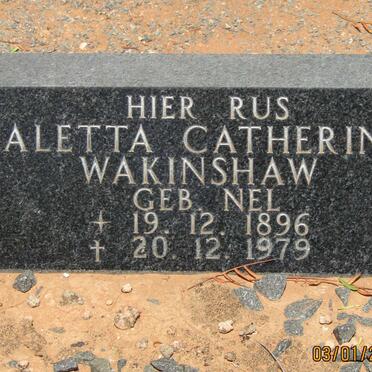 HIER RUS
ALETTA CATHERIN
WAKINSHAW
GEB. NEL
+ 19. 12. 1896
✝ 20. 12. 1979
03/01/2